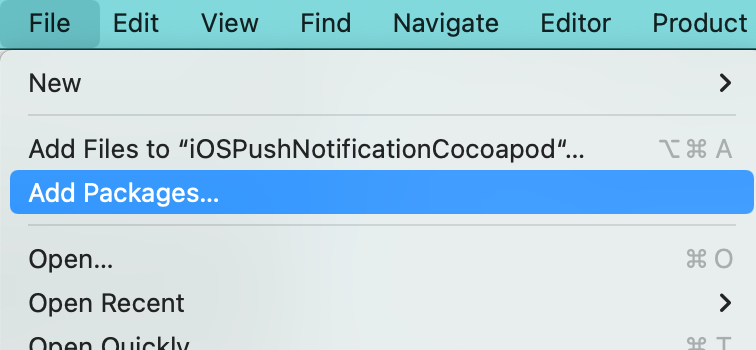 File Edit View Find Navigate Editor Product
New
Add Files to “iOSPushNotificationCocoapod“... ⌥⌘ A
Add Packages...
Open... ⌘ O
Open Recent
Open Quickly ⌘ T